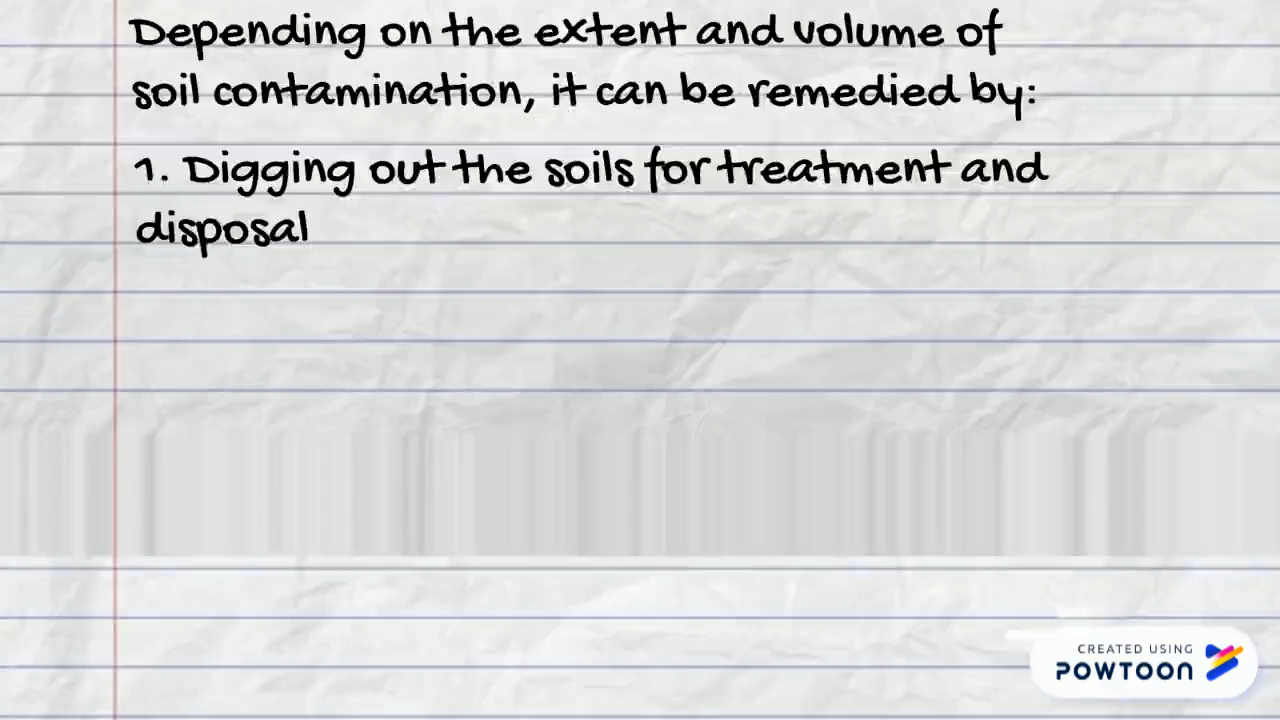 Depending on the extent and volume of
soil contamination, it can be remedied by:
1. Digging out the soils for treatment and
disposal
CREATED USING
POWTOON